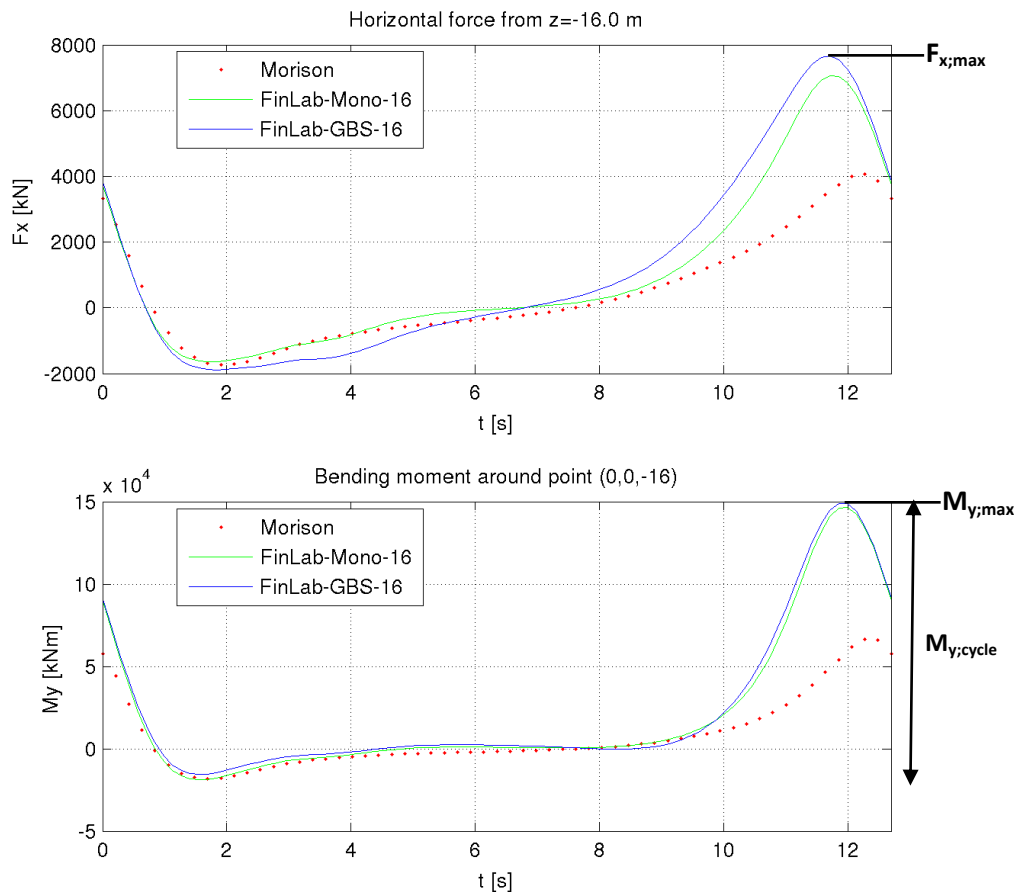 Horizontal force from z=-16.0 m
8000
6000
4000
2000
0
-2000
Fx [kN]
Morison
FinLab-Mono-16
FinLab-GBS-16
Fx;max
0
2
4
6
8
10
12
t [s]
x 10^4
Bending moment around point (0,0,-16)
15
10
5
0
-5
My [kNm]
Morison
FinLab-Mono-16
FinLab-GBS-16
My;max
My;cycle
0
2
4
6
8
10
12
t [s]